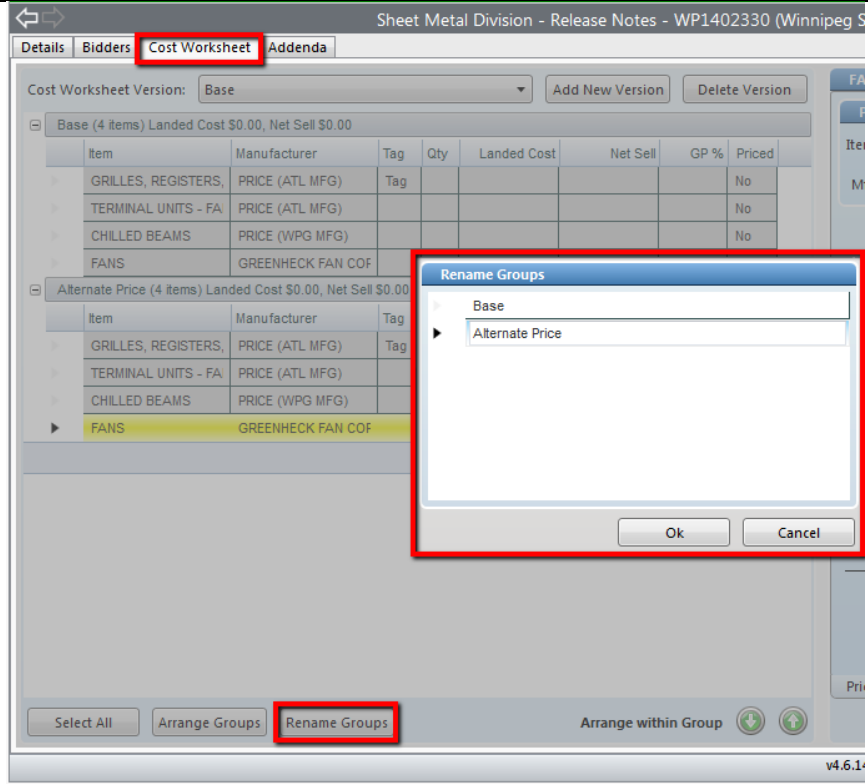 Sheet Metal Division - Release Notes - WP1402330 (Winnipeg S
Details Bidders Cost Worksheet Addenda
Cost Worksheet Version: Base Add New Version Delete Version
FA
Base (4 items) Landed Cost $0.00, Net Sell $0.00
Item Manufacturer Tag Qty Landed Cost Net Sell GP % Priced
GRILLES, REGISTERS, PRICE (ATL MFG) Tag No
TERMINAL UNITS - FA PRICE (ATL MFG) No
CHILLED BEAMS PRICE (WPG MFG) No
FANS GREENHECK FAN COF
Alternate Price (4 items) Landed Cost $0.00, Net Sell $0.00
Item Manufacturer Tag
GRILLES, REGISTERS, PRICE (ATL MFG) Tag
TERMINAL UNITS - FA PRICE (ATL MFG)
CHILLED BEAMS PRICE (WPG MFG)
FANS GREENHECK FAN COF
Rename Groups
Base
Alternate Price
Ok Cancel
Select All Arrange Groups Rename Groups Arrange within Group
Pri
v4.6.14